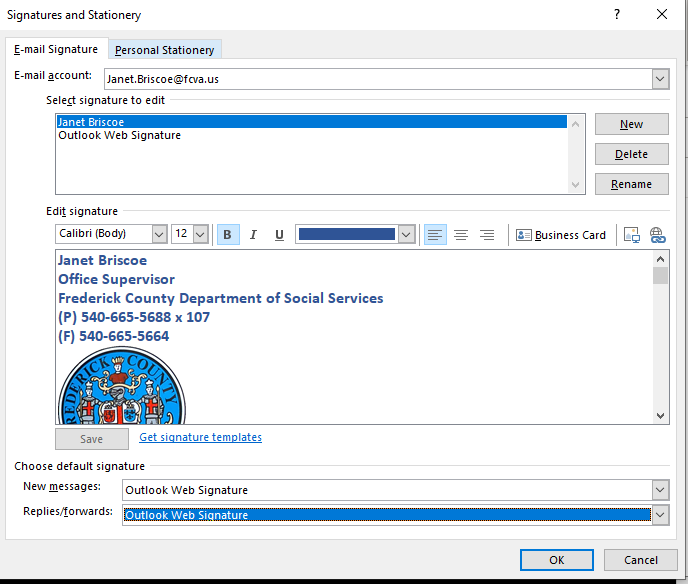 Signatures and Stationery
?
E-mail Signature
Personal Stationery
E-mail account:
Janet.Briscoe@fcva.us
Select signature to edit
Janet Briscoe
Outlook Web Signature
New
Delete
Rename
Edit signature
Calibri (Body)
12
B
I
U
Business Card
Janet Briscoe
Office Supervisor
Frederick County Department of Social Services
(P) 540-665-5688 x 107
(F) 540-665-5664
FREDERICK COUNTY
Save
Get signature templates
Choose default signature
New messages:
Outlook Web Signature
Replies/forwards:
Outlook Web Signature
OK
Cancel